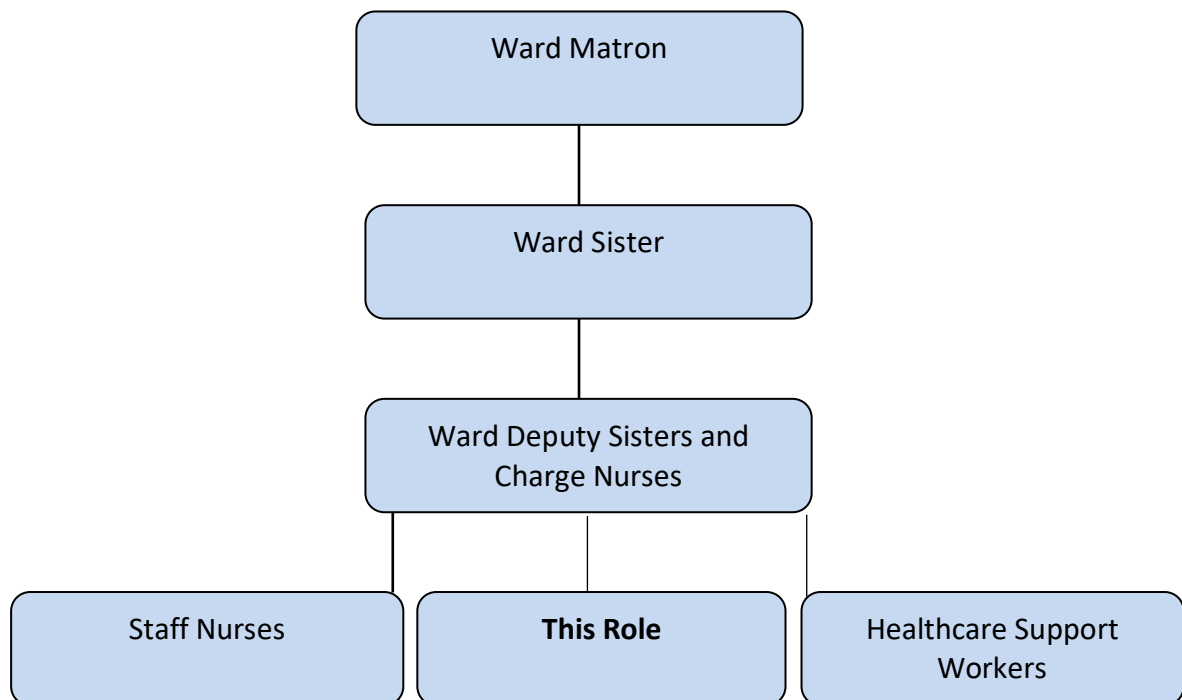 Ward Matron
Ward Sister
Ward Deputy Sisters and
Charge Nurses
Staff Nurses
This Role
Healthcare Support
Workers